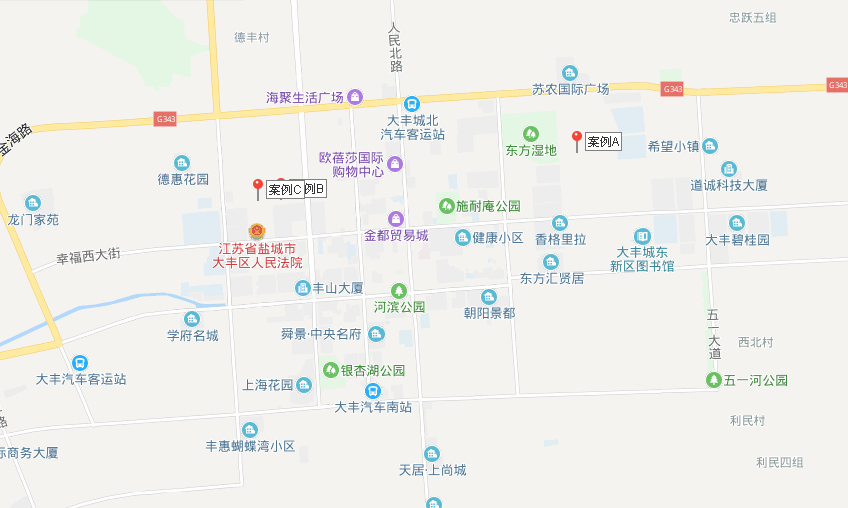 忠跃五组
德丰村
人民北路
苏农国际广场
G343
G343
海聚生活广场
G343
大丰城北
汽车客运站
金海路
案例A
东方湿地
希望小镇
欧蓓莎国际
购物中心
德惠花园
道诚科技大厦
案例C
例B
龙门家苑
施耐庵公园
江苏省盐城市
大丰区人民法院
金都贸易城
健康小区
香格里拉
大丰碧桂园
幸福西大街
大丰城东
新区图书馆
东方汇贤居
丰山大厦
河滨公园
朝阳景都
五一大道
学府名城
舜景·中央名府
西北村
大丰汽车客运站
上海花园
银杏湖公园
五一河公园
大丰汽车南站
路
利民村
丰惠蝴蝶湾小区
际商务大厦
天居·上尚城
利民四组